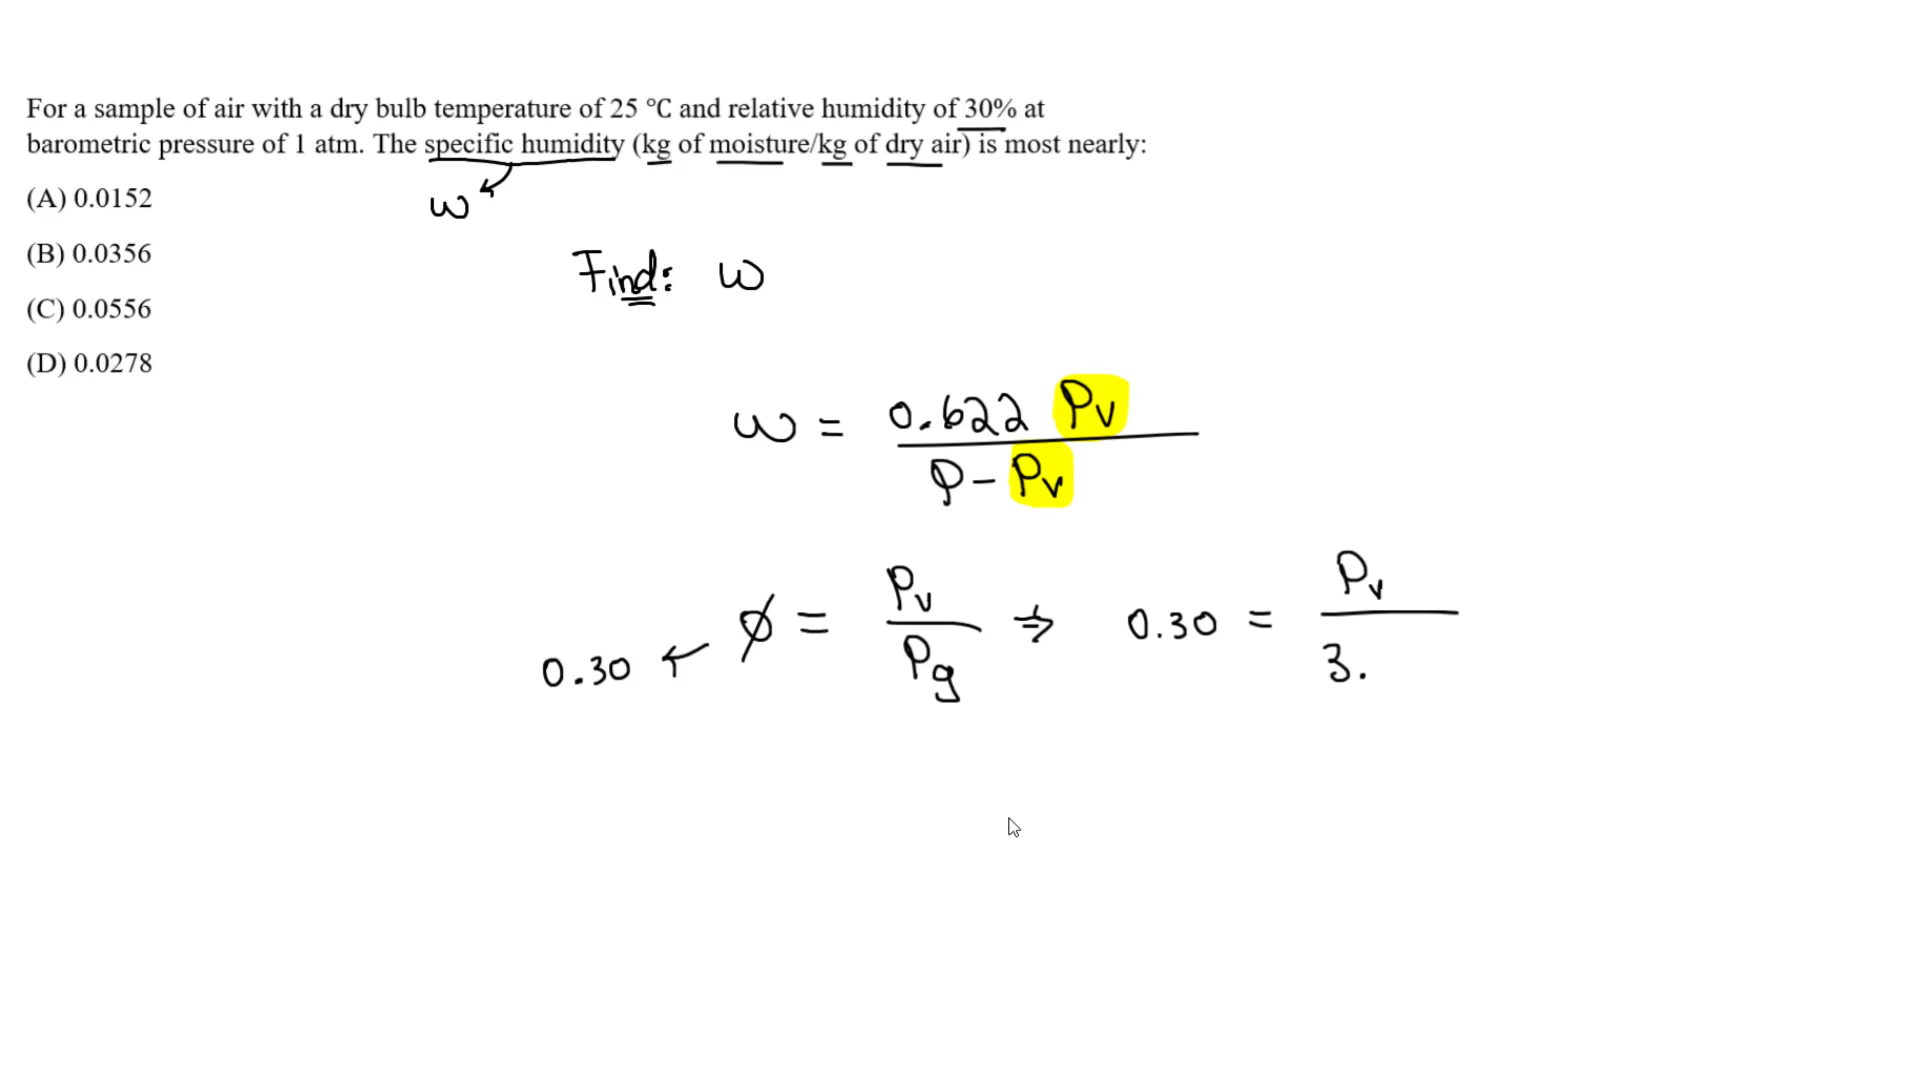 For a sample of air with a dry bulb temperature of 25 °C and relative humidity of 30% at
barometric pressure of 1 atm. The specific humidity (kg of moisture/kg of dry air) is most nearly:
(A) 0.0152
ω
(B) 0.0356
Find: ω
(C) 0.0556
(D) 0.0278
ω = 0.622 Pv / P - Pv
0.30 ← ϕ = Pv / Pg ⇒ 0.30 = Pv / 3.